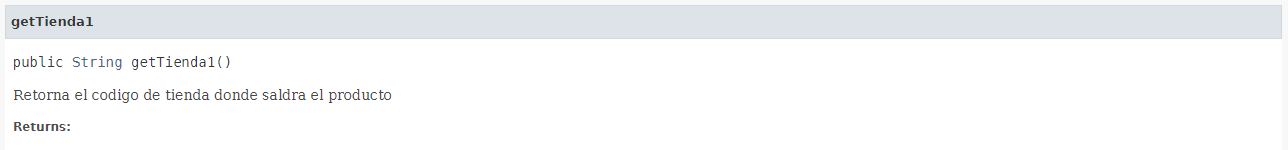 getTienda1
public String getTienda1()
Retorna el codigo de tienda donde saldra el producto
Returns: